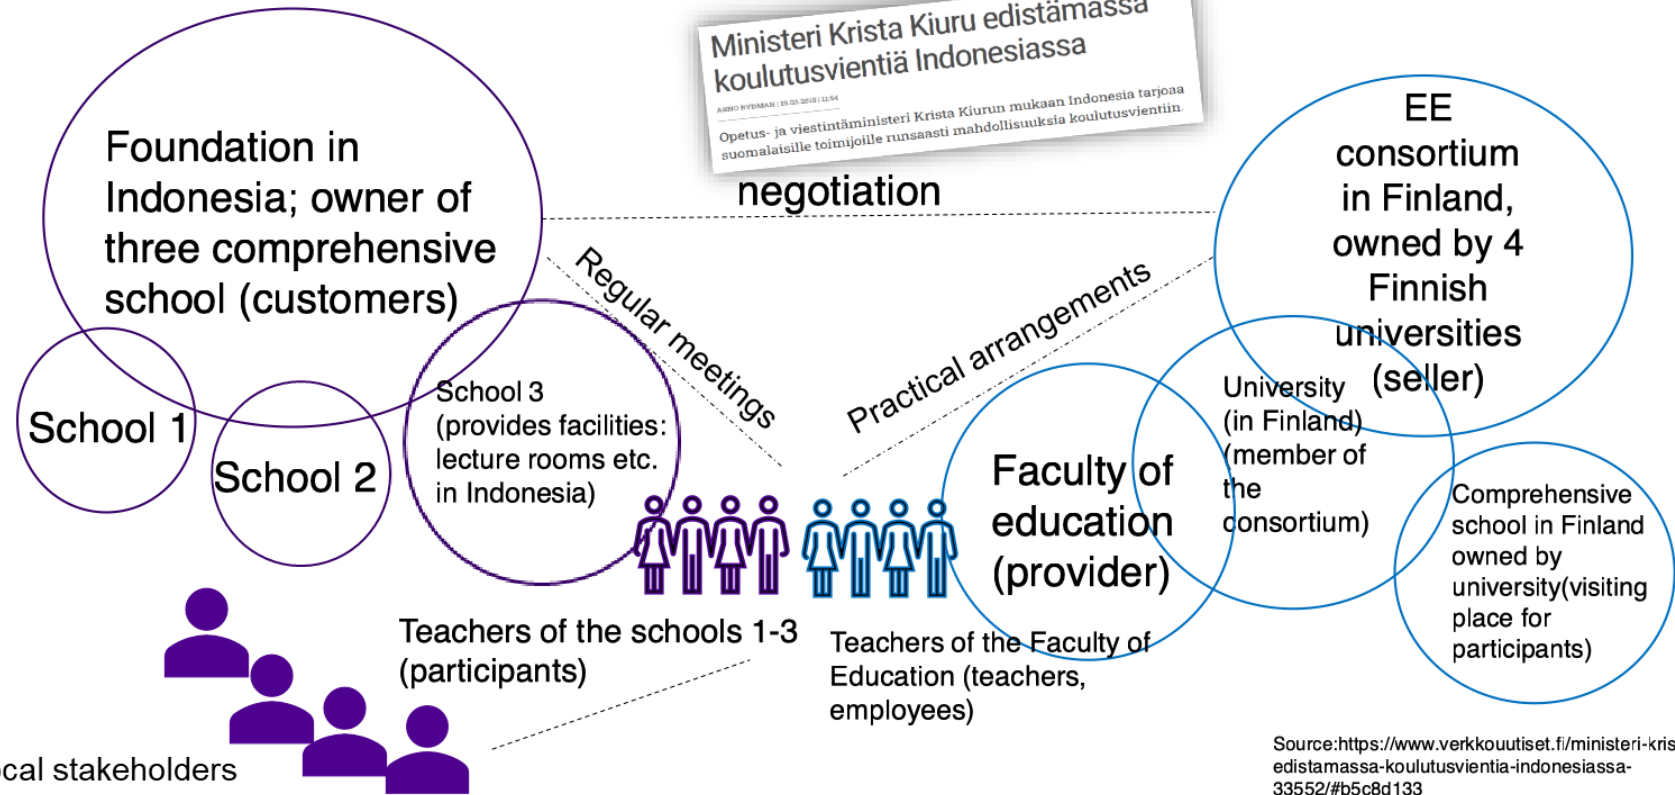 Ministeri Krista Kiuru edistämässä
koulutusvientiä Indonesiassa
ARNO RYDMAN
Opetus- ja viestintäministeri Krista Kiurun mukaan Indonesia tarjoaa
suomalaisille toimijoille runsaasti mahdollisuuksia koulutusvientiin.
negotiation
Foundation in
Indonesia; owner of
three comprehensive
school (customers)
EE
consortium
in Finland,
owned by 4
Finnish
universities
(seller)
Regular meetings
Practical arrangements
School 1
School 2
School 3
(provides facilities:
lecture rooms etc.
in Indonesia)
Faculty of
education
(provider)
University
(in Finland)
(member of
the
consortium)
Comprehensive
school in Finland
owned by
university(visiting
place for
participants)
Teachers of the schools 1-3
(participants)
Teachers of the Faculty of
Education (teachers,
employees)
ocal stakeholders
Source:https://www.verkkouutiset.fi/ministeri-kris
edistamassa-koulutusvientia-indonesiassa-
33552/#b5c8d133